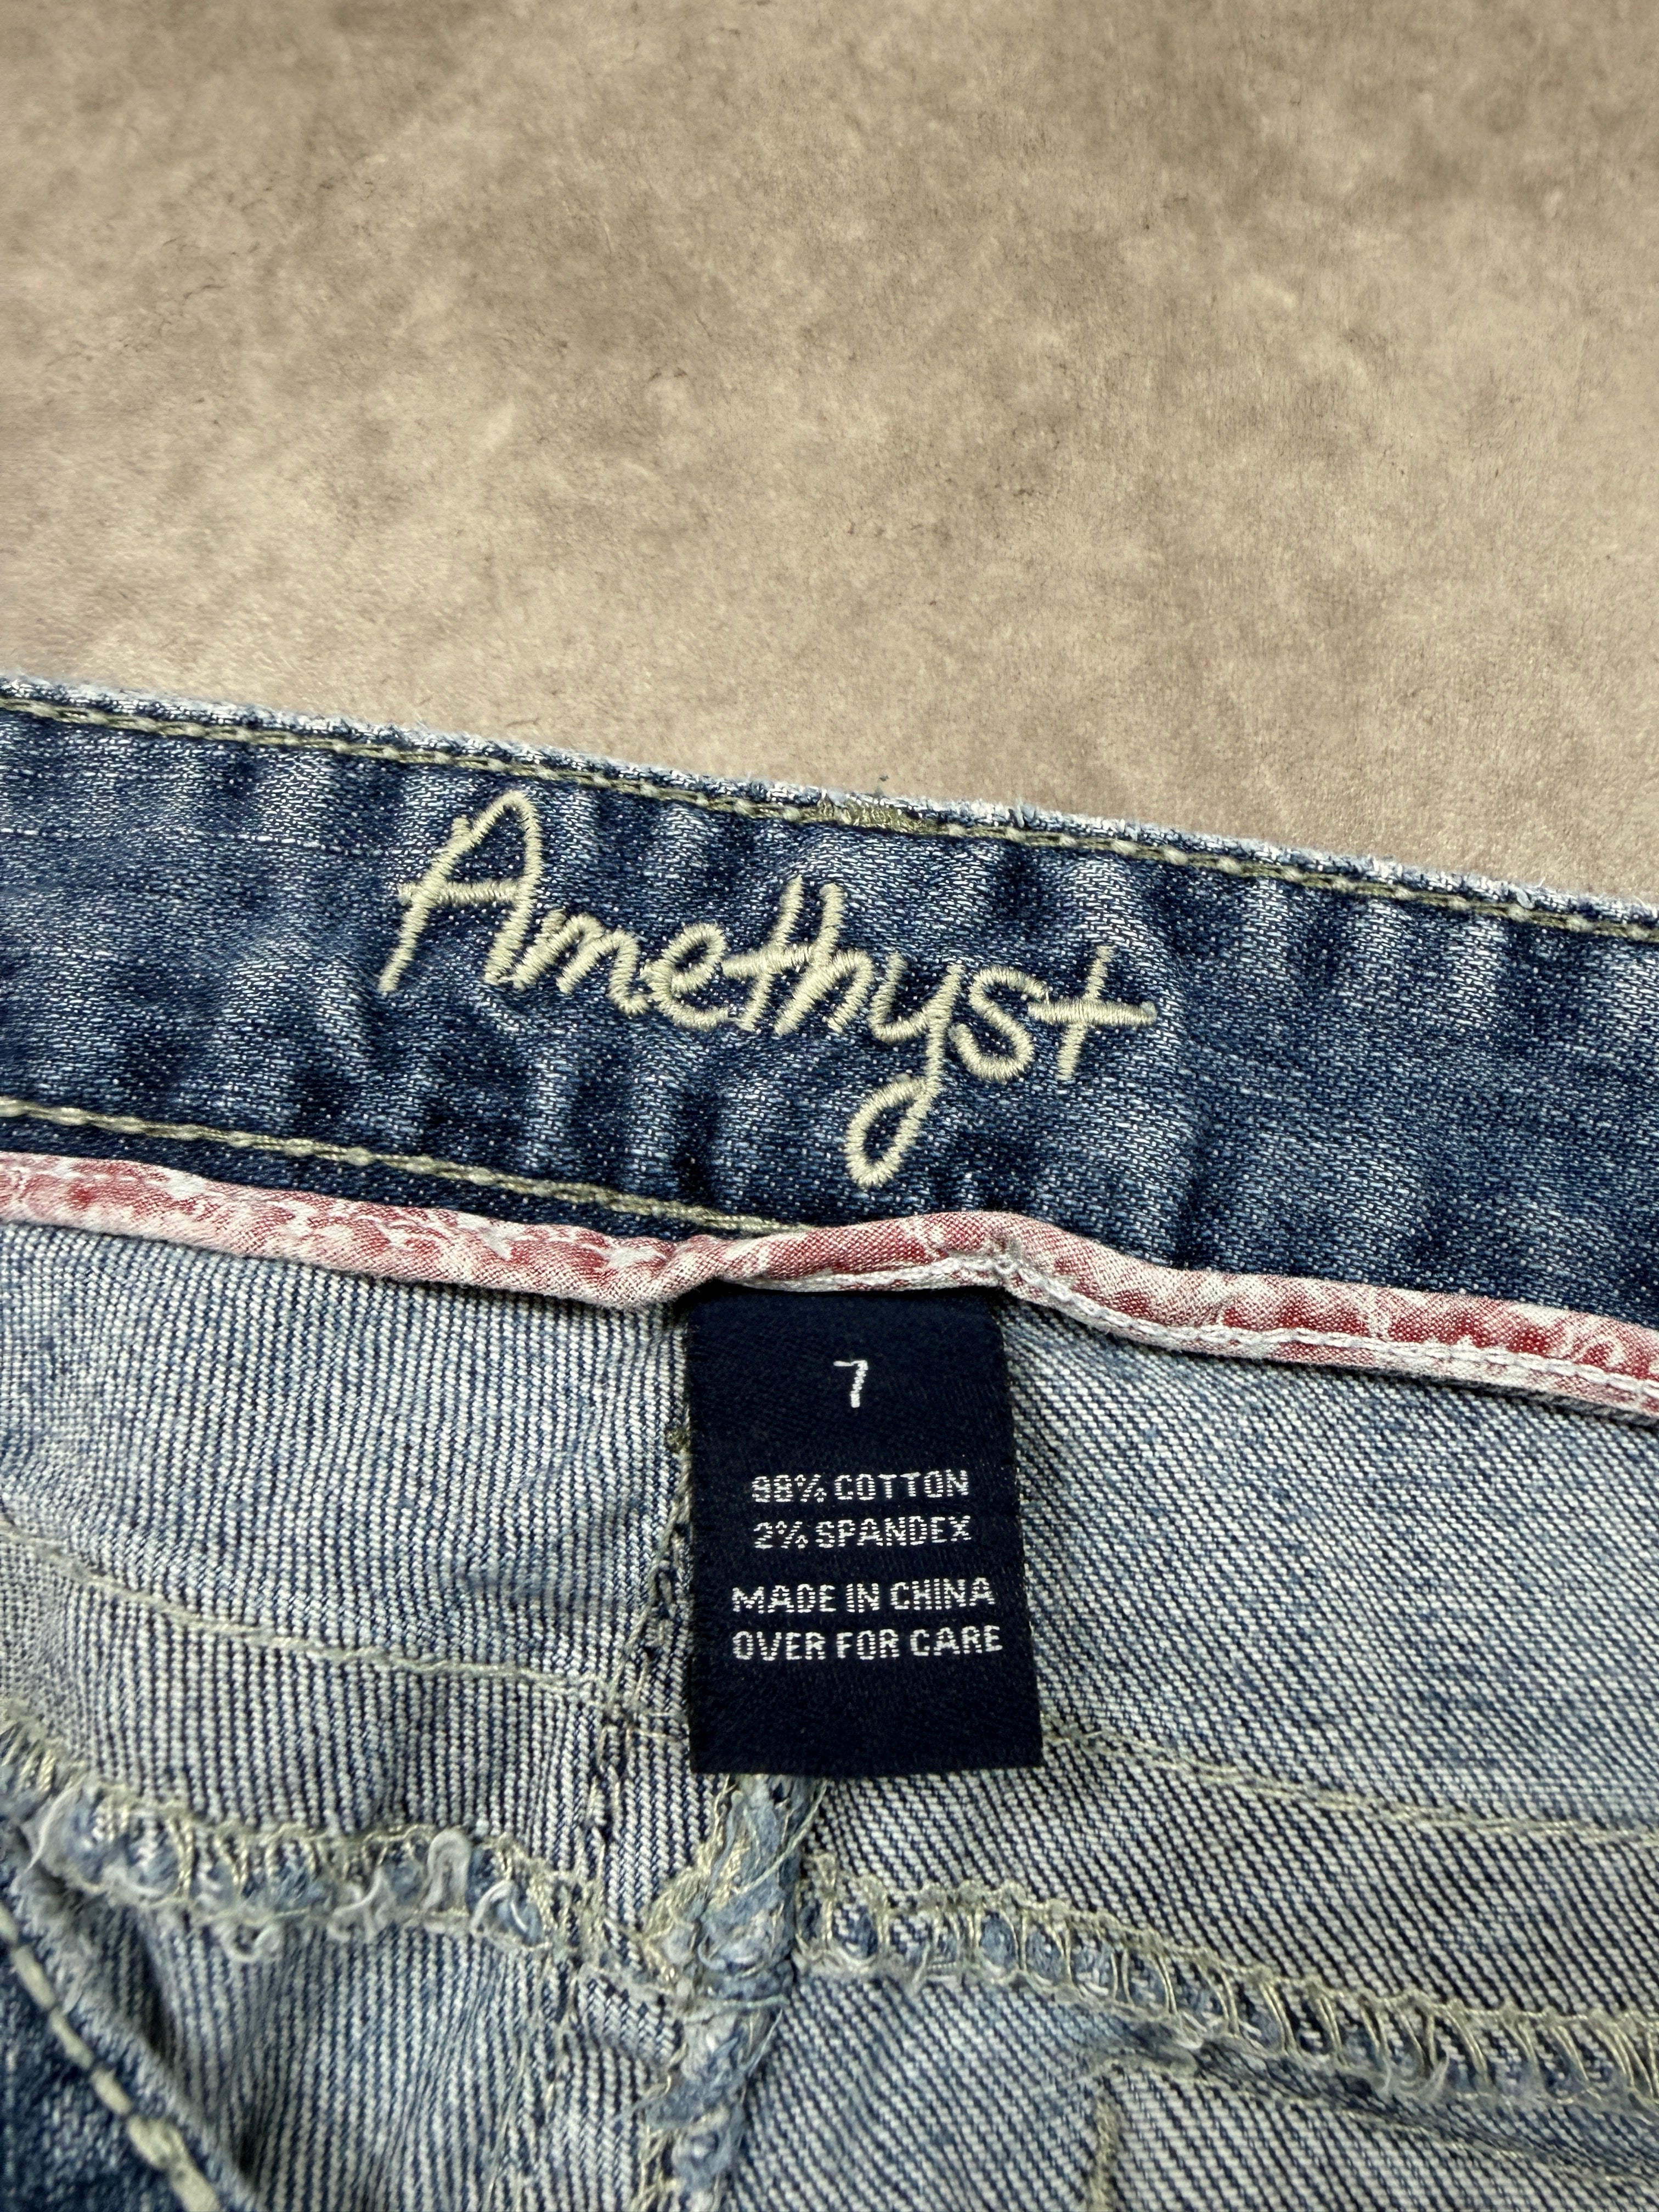 Amethyst
7
98% COTTON
2% SPANDEX
MADE IN CHINA
OVER FOR CARE